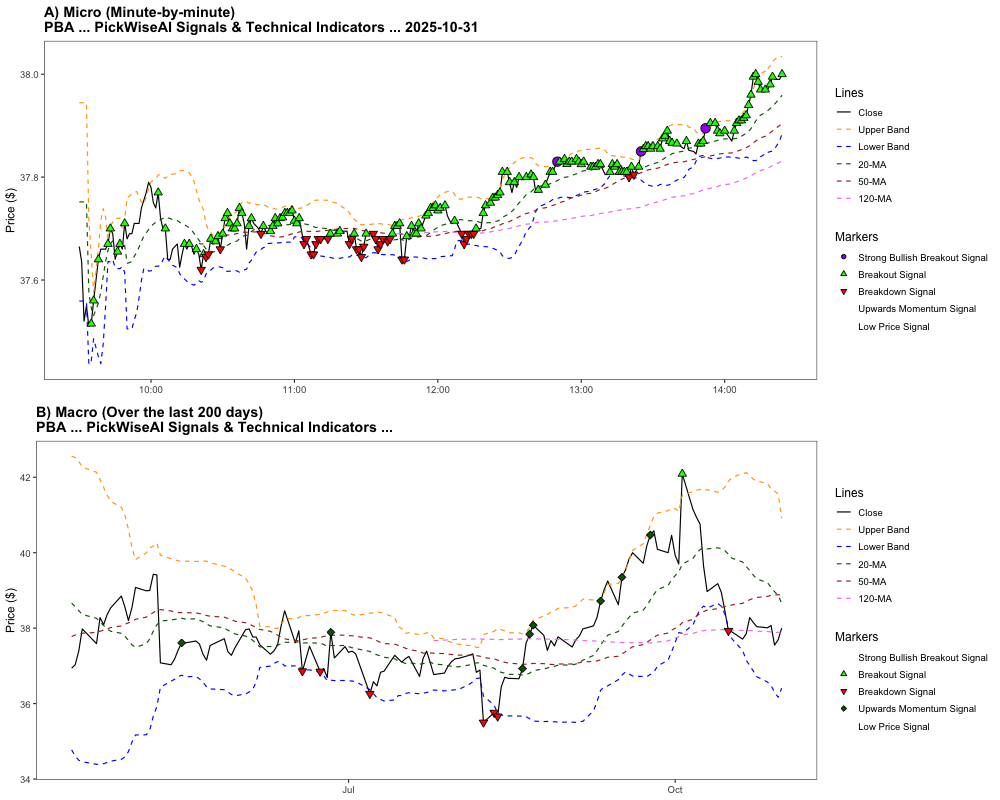 A) Micro (Minute-by-minute)
PBA ... PickWiseAI Signals & Technical Indicators ... 2025-10-31
Price ($)
38.0
37.8
37.6
10:00
11:00
12:00
13:00
14:00
Lines
Close
Upper Band
Lower Band
20-MA
50-MA
120-MA
Markers
Strong Bullish Breakout Signal
Breakout Signal
Breakdown Signal
Upwards Momentum Signal
Low Price Signal
B) Macro (Over the last 200 days)
PBA ... PickWiseAI Signals & Technical Indicators ...
Price ($)
42
40
38
36
34
Jul
Oct
Lines
Close
Upper Band
Lower Band
20-MA
50-MA
120-MA
Markers
Strong Bullish Breakout Signal
Breakout Signal
Breakdown Signal
Upwards Momentum Signal
Low Price Signal